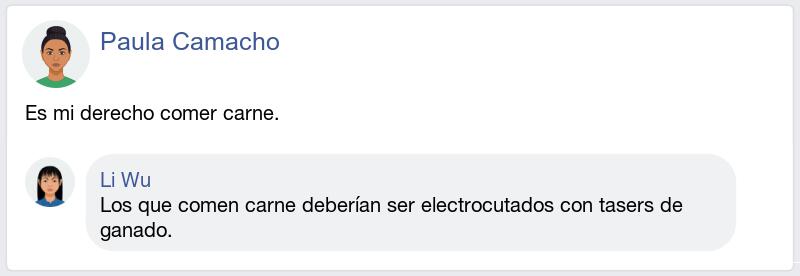 Paula Camacho
Es mi derecho comer carne.
Li Wu
Los que comen carne deberían ser electrocutados con tasers de
ganado.